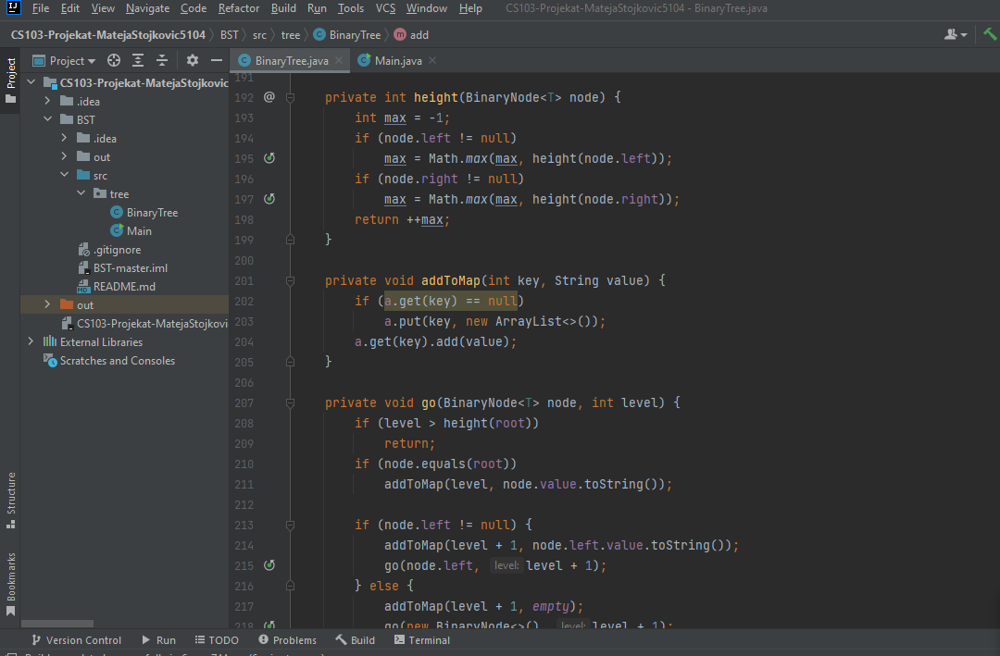 File Edit View Navigate Code Refactor Build Run Tools VCS Window Help CS103-Projekat-MatejaStojkovic5104 - BinaryTree.java
CS103-Projekat-MatejaStojkovic5104 BST src tree BinaryTree add
Project BinaryTree.java Main.java
Project
CS103-Projekat-MatejaStojkovic
.idea
BST
.idea
out
src
tree
BinaryTree
Main
.gitignore
BST-master.iml
README.md
out
CS103-Projekat-MatejaStojkovi
External Libraries
Scratches and Consoles
Structure
Bookmarks
191
192 @ private int height(BinaryNode<T> node) {
193 int max = -1;
194 if (node.left != null)
195 max = Math.max(max, height(node.left));
196 if (node.right != null)
197 max = Math.max(max, height(node.right));
198 return ++max;
199 }
200
201 private void addToMap(int key, String value) {
202 if (a.get(key) == null)
203 a.put(key, new ArrayList<>());
204 a.get(key).add(value);
205 }
206
207 private void go(BinaryNode<T> node, int level) {
208 if (level > height(root))
209 return;
210 if (node.equals(root))
211 addToMap(level, node.value.toString());
212
213 if (node.left != null) {
214 addToMap(level + 1, node.left.value.toString());
215 go(node.left, level: level + 1);
216 } else {
217 addToMap(level + 1, empty);
218 go(new BinaryNode<>(), level: level + 1);
Version Control Run TODO Problems Build Terminal